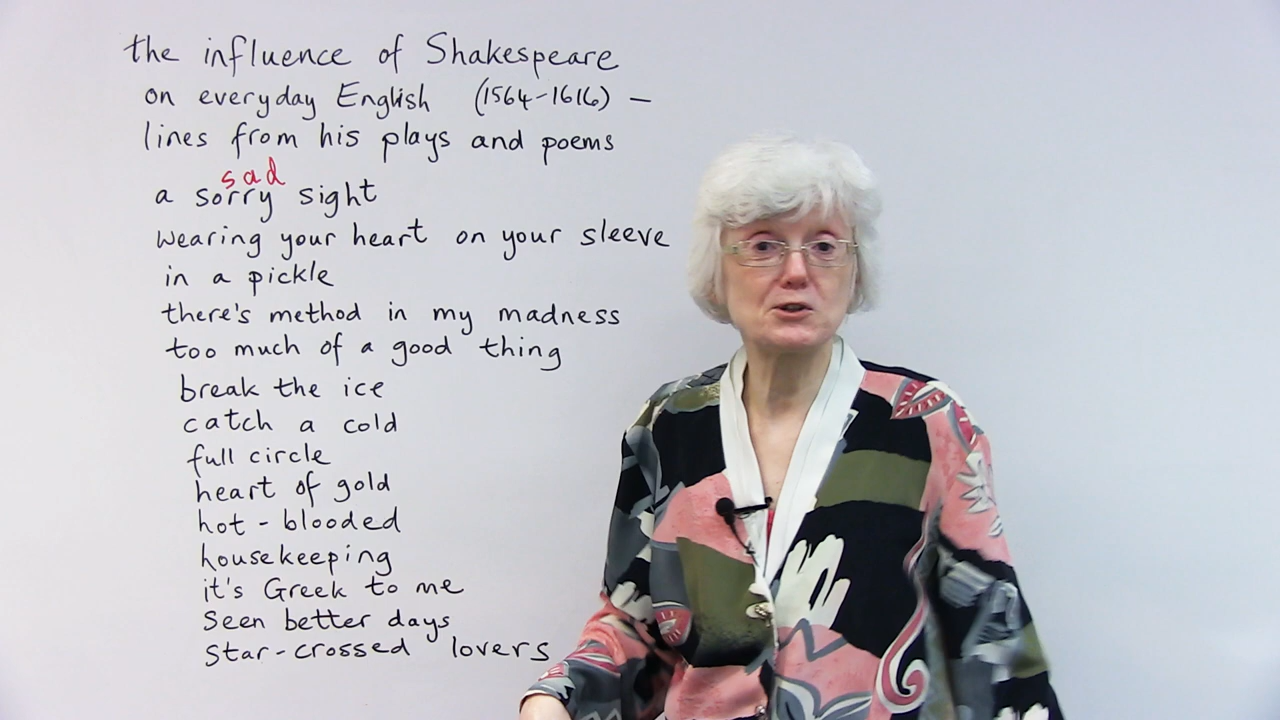 the influence of Shakespeare
on everyday English (1564-1616) —
lines from his plays and poems
sad
a sorry sight
wearing your heart on your sleeve
in a pickle
there's method in my madness
too much of a good thing
break the ice
catch a cold
full circle
heart of gold
hot-blooded
housekeeping
it's Greek to me
seen better days
star-crossed lovers